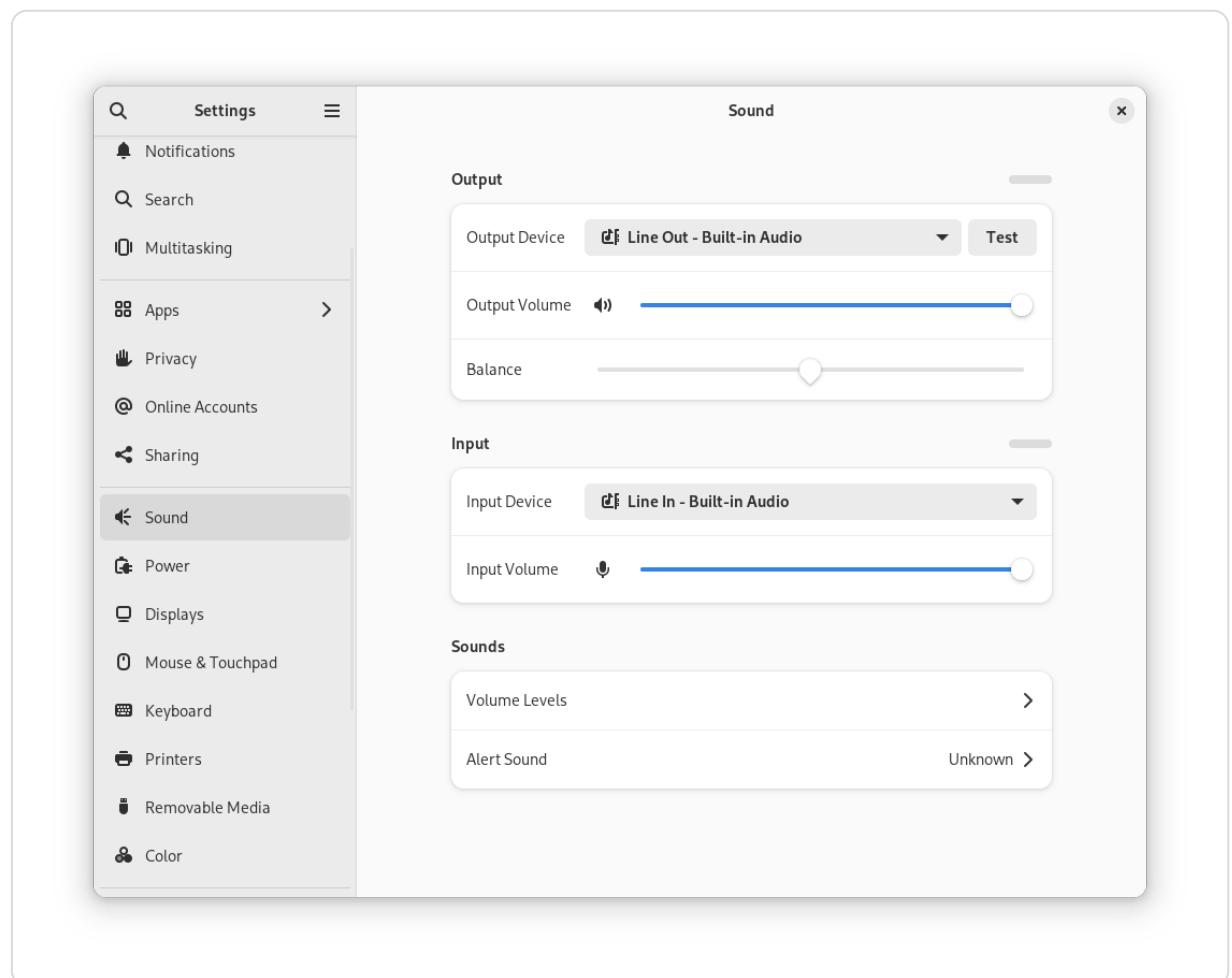 Settings
Sound
Notifications
Search
Multitasking
Apps
Privacy
Online Accounts
Sharing
Sound
Power
Displays
Mouse & Touchpad
Keyboard
Printers
Removable Media
Color
Output
Output Device
Line Out - Built-in Audio
Test
Output Volume
Balance
Input
Input Device
Line In - Built-in Audio
Input Volume
Sounds
Volume Levels
Alert Sound
Unknown